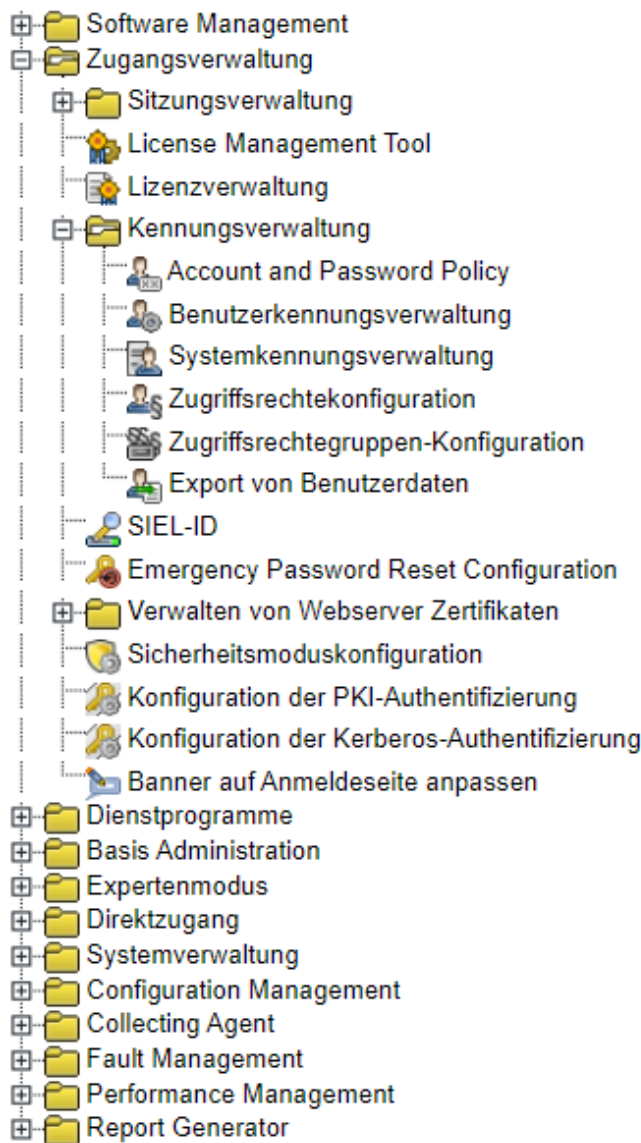 Software Management
Zugangsverwaltung
Sitzungsverwaltung
License Management Tool
Lizenzverwaltung
Kennungsverwaltung
Account and Password Policy
Benutzerkennungsverwaltung
Systemkennungsverwaltung
Zugriffsrechtekonfiguration
Zugriffsrechtegruppen-Konfiguration
Export von Benutzerdaten
SIEL-ID
Emergency Password Reset Configuration
Verwalten von Webserver Zertifikaten
Sicherheitsmoduskonfiguration
Konfiguration der PKI-Authentifizierung
Konfiguration der Kerberos-Authentifizierung
Banner auf Anmeldeseite anpassen
Dienstprogramme
Basis Administration
Expertenmodus
Direktzugang
Systemverwaltung
Configuration Management
Collecting Agent
Fault Management
Performance Management
Report Generator